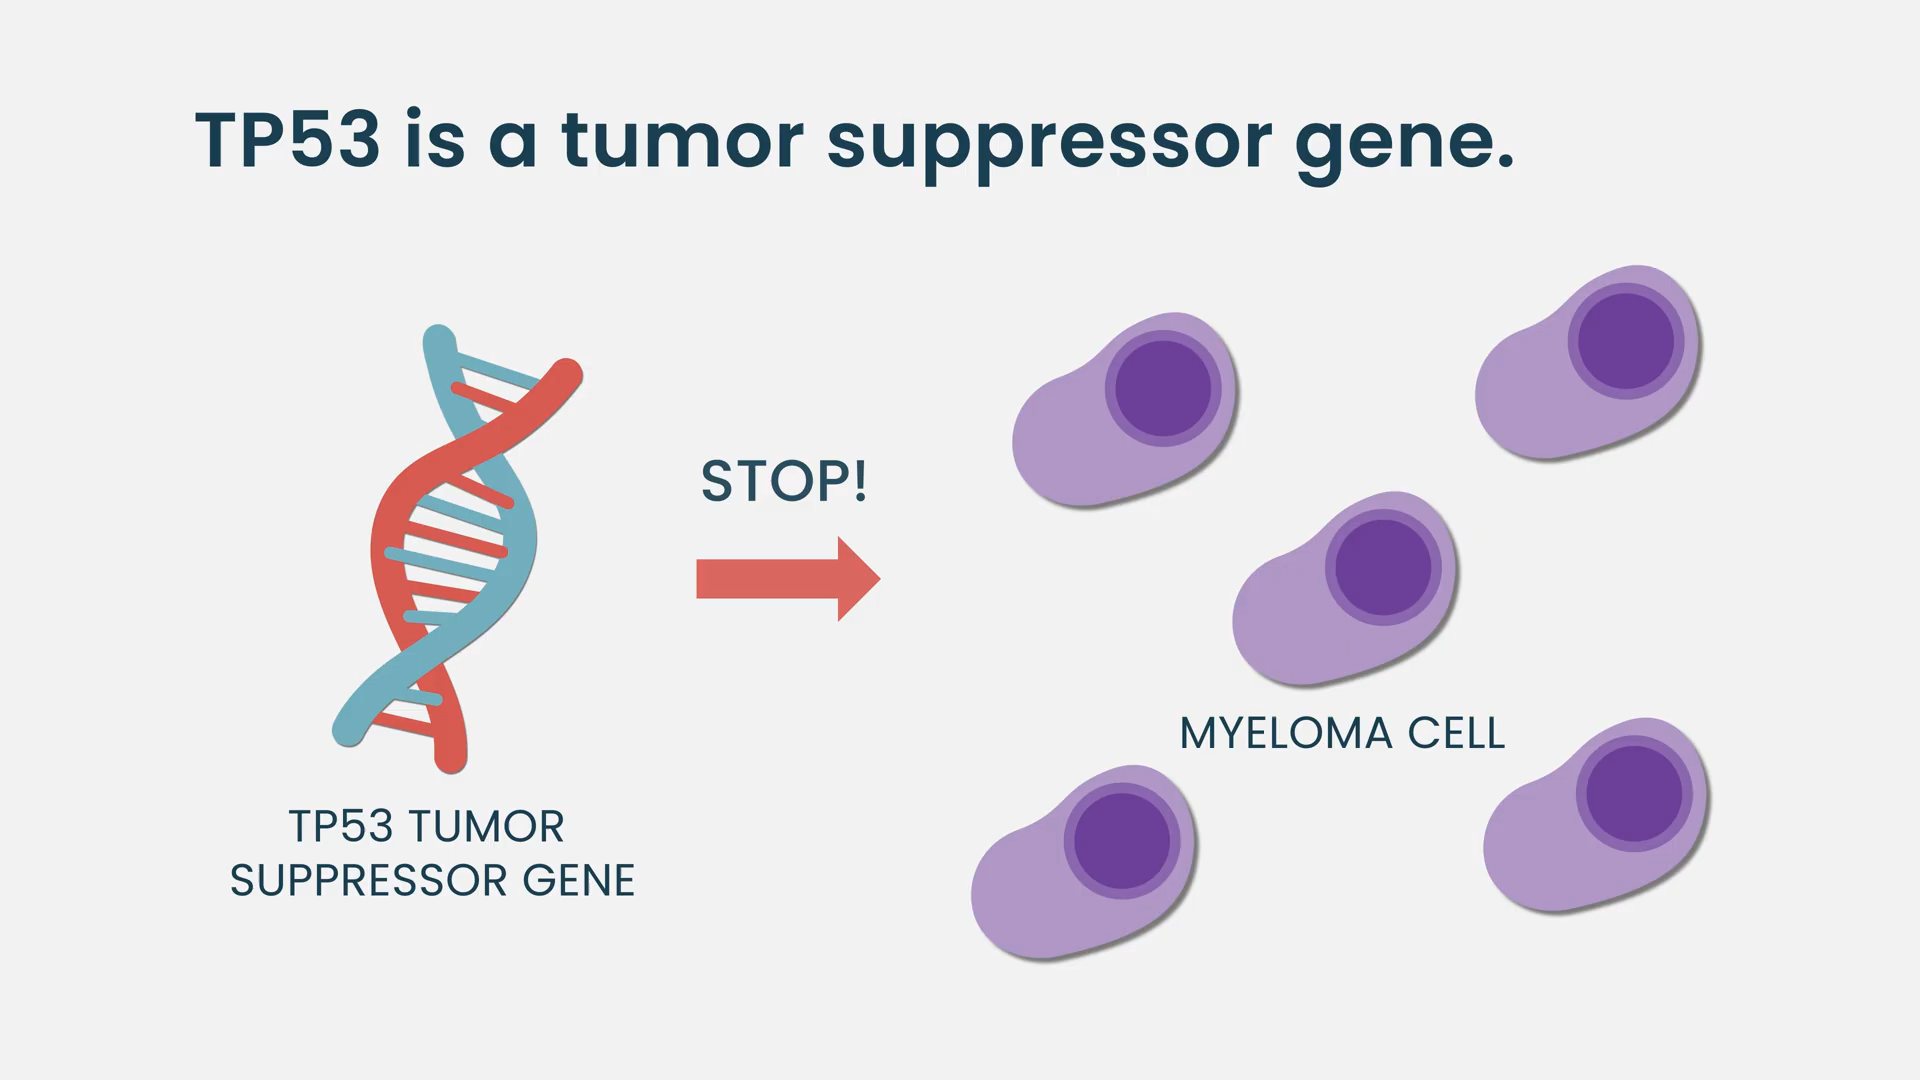 TP53 is a tumor suppressor gene.
STOP!
MYELOMA CELL
TP53 TUMOR
SUPPRESSOR GENE